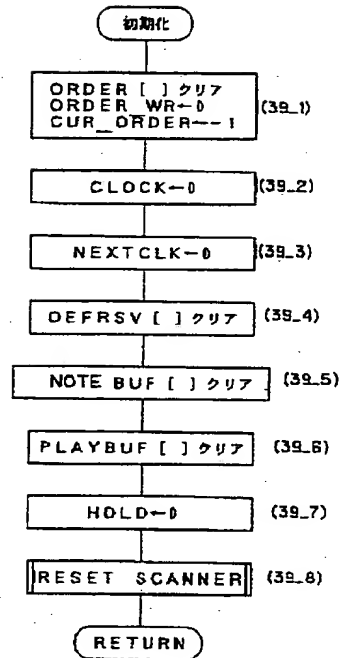 初期化
ORDER [ ] クリア
ORDER_WR←0
CUR_ORDER←-1
(39_1)
CLOCK←0
(39_2)
NEXTCLK←0
(39_3)
DEFRSV [ ] クリア
(39_4)
NOTE BUF [ ] クリア
(39_5)
PLAYBUF [ ] クリア
(39_6)
HOLD←0
(39_7)
RESET SCANNER
(39_8)
RETURN